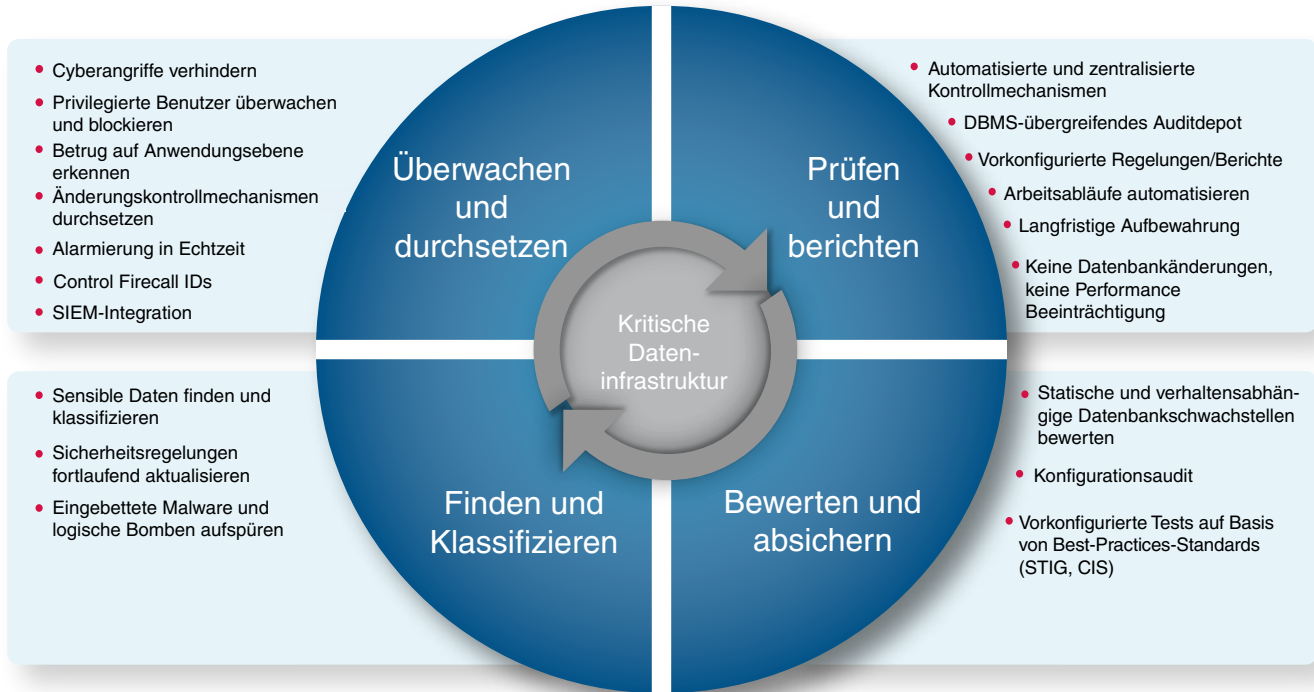 • Cyberangriffe verhindern
• Privilegierte Benutzer überwachen
und blockieren
• Betrug auf Anwendungsebene
erkennen
• Änderungskontrollmechanismen
durchsetzen
• Alarmierung in Echtzeit
• Control Firecall IDs
• SIEM-Integration
Überwachen
und
durchsetzen
Prüfen
und
berichten
• Automatisierte und zentralisierte
Kontrollmechanismen
• DBMS-übergreifendes Auditdepot
• Vorkonfigurierte Regelungen/Berichte
• Arbeitsabläufe automatisieren
• Langfristige Aufbewahrung
• Keine Datenbankänderungen,
keine Performance
Beeinträchtigung
Kritische
Daten-
infrastruktur
• Sensible Daten finden und
klassifizieren
• Sicherheitsregelungen
fortlaufend aktualisieren
• Eingebettete Malware und
logische Bomben aufspüren
Finden und
Klassifizieren
Bewerten und
absichern
• Statische und verhaltensabhän-
gige Datenbankschwachstellen
bewerten
• Konfigurationsaudit
• Vorkonfigurierte Tests auf Basis
von Best-Practices-Standards
(STIG, CIS)